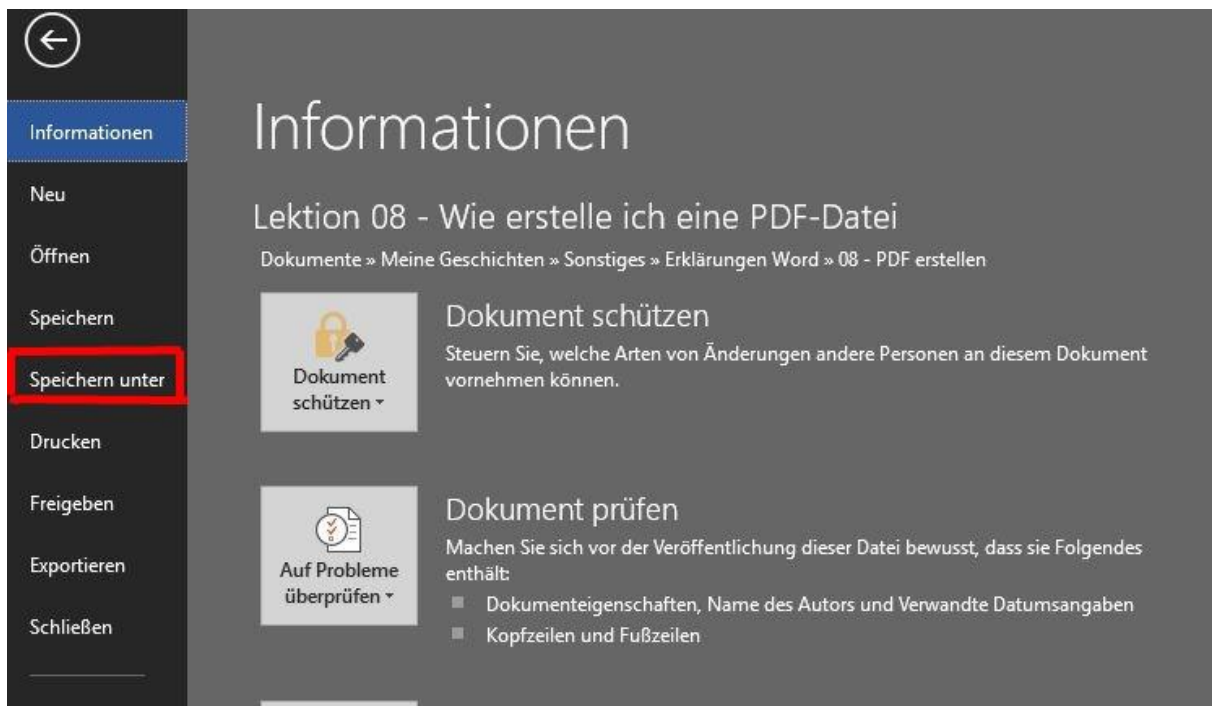 Informationen
Neu
Öffnen
Speichern
Speichern unter
Drucken
Freigeben
Exportieren
Schließen
Informationen
Lektion 08 - Wie erstelle ich eine PDF-Datei
Dokumente » Meine Geschichten » Sonstiges » Erklärungen Word » 08 - PDF erstellen
Dokument
schützen
Dokument schützen
Steuern Sie, welche Arten von Änderungen andere Personen an diesem Dokument
vornehmen können.
Auf Probleme
überprüfen
Dokument prüfen
Machen Sie sich vor der Veröffentlichung dieser Datei bewusst, dass sie Folgendes
enthält:
Dokumenteigenschaften, Name des Autors und Verwandte Datumsangaben
Kopfzeilen und Fußzeilen